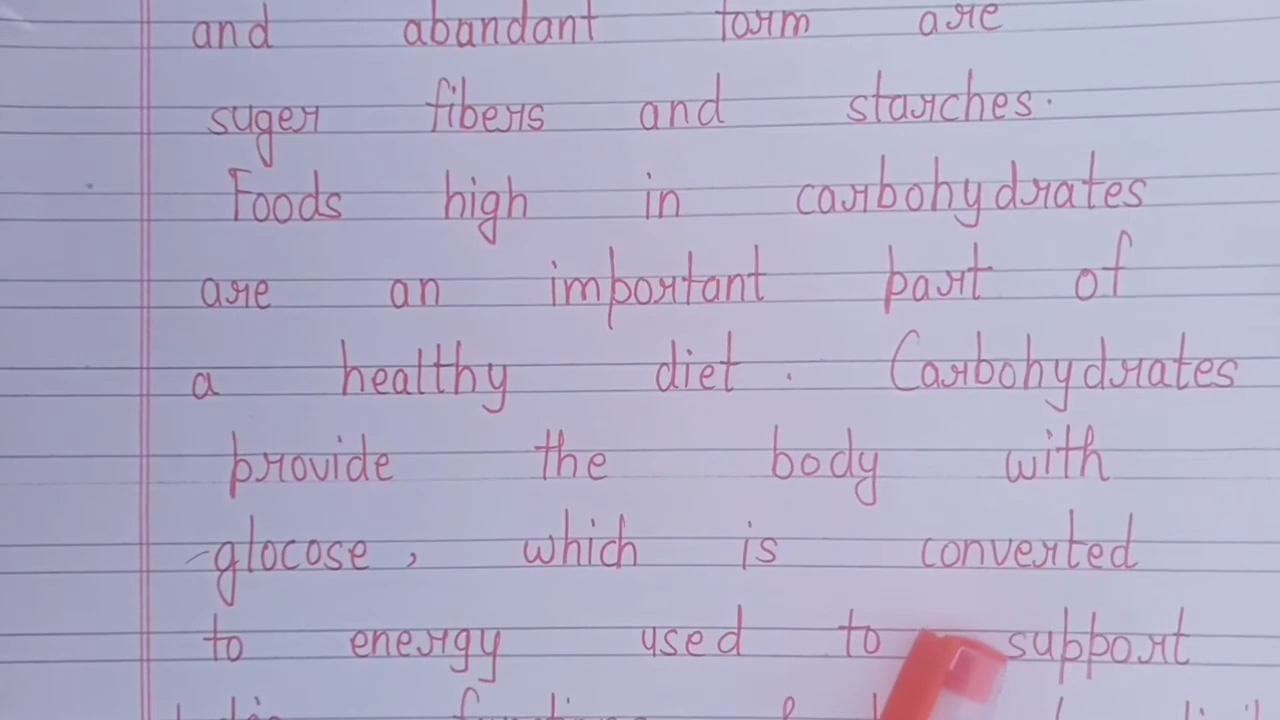 and abandant form are
suger fibers and starches.
Foods high in carbohydrates
are an important part of
a healthy diet. Carbohydrates
provide the body with
glocose, which is converted
to energy used to support